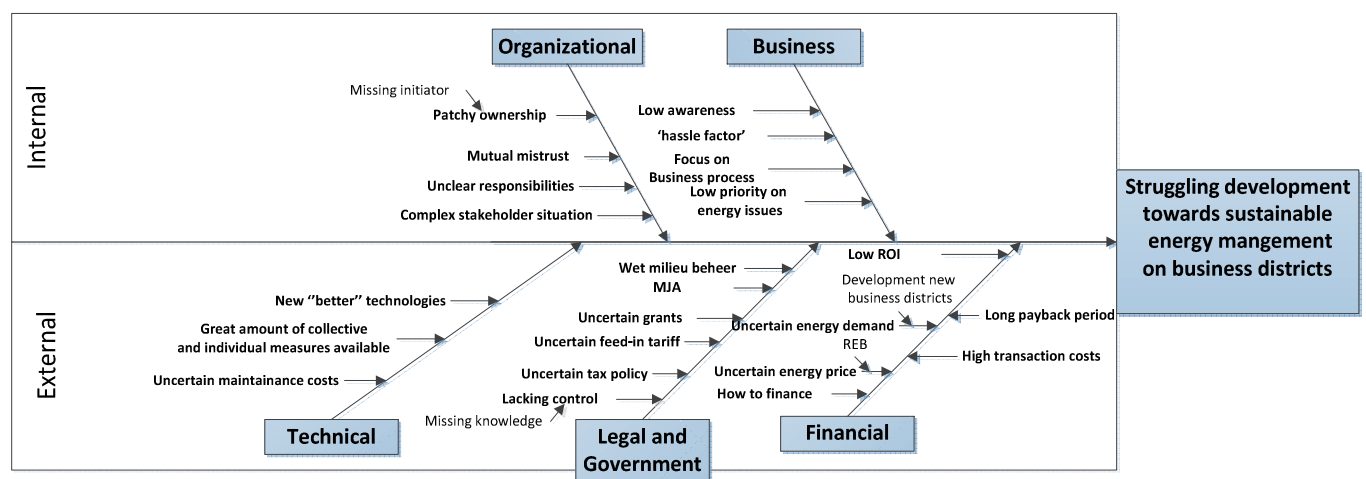 Internal
Organizational
Missing initiator
Patchy ownership
Mutual mistrust
Unclear responsibilities
Complex stakeholder situation
Business
Low awareness
‘hassle factor’
Focus on
Business process
Low priority on
energy issues
Struggling development
towards sustainable
energy mangement
on business districts
External
New ‘’better’’ technologies
Great amount of collective
and individual measures available
Uncertain maintainance costs
Technical
Wet milieu beheer
MJA
Uncertain grants
Uncertain feed-in tariff
Uncertain tax policy
Lacking control
Missing knowledge
Legal and
Government
Low ROI
Development new
business districts
Long payback period
Uncertain energy demand
REB
High transaction costs
Uncertain energy price
How to finance
Financial